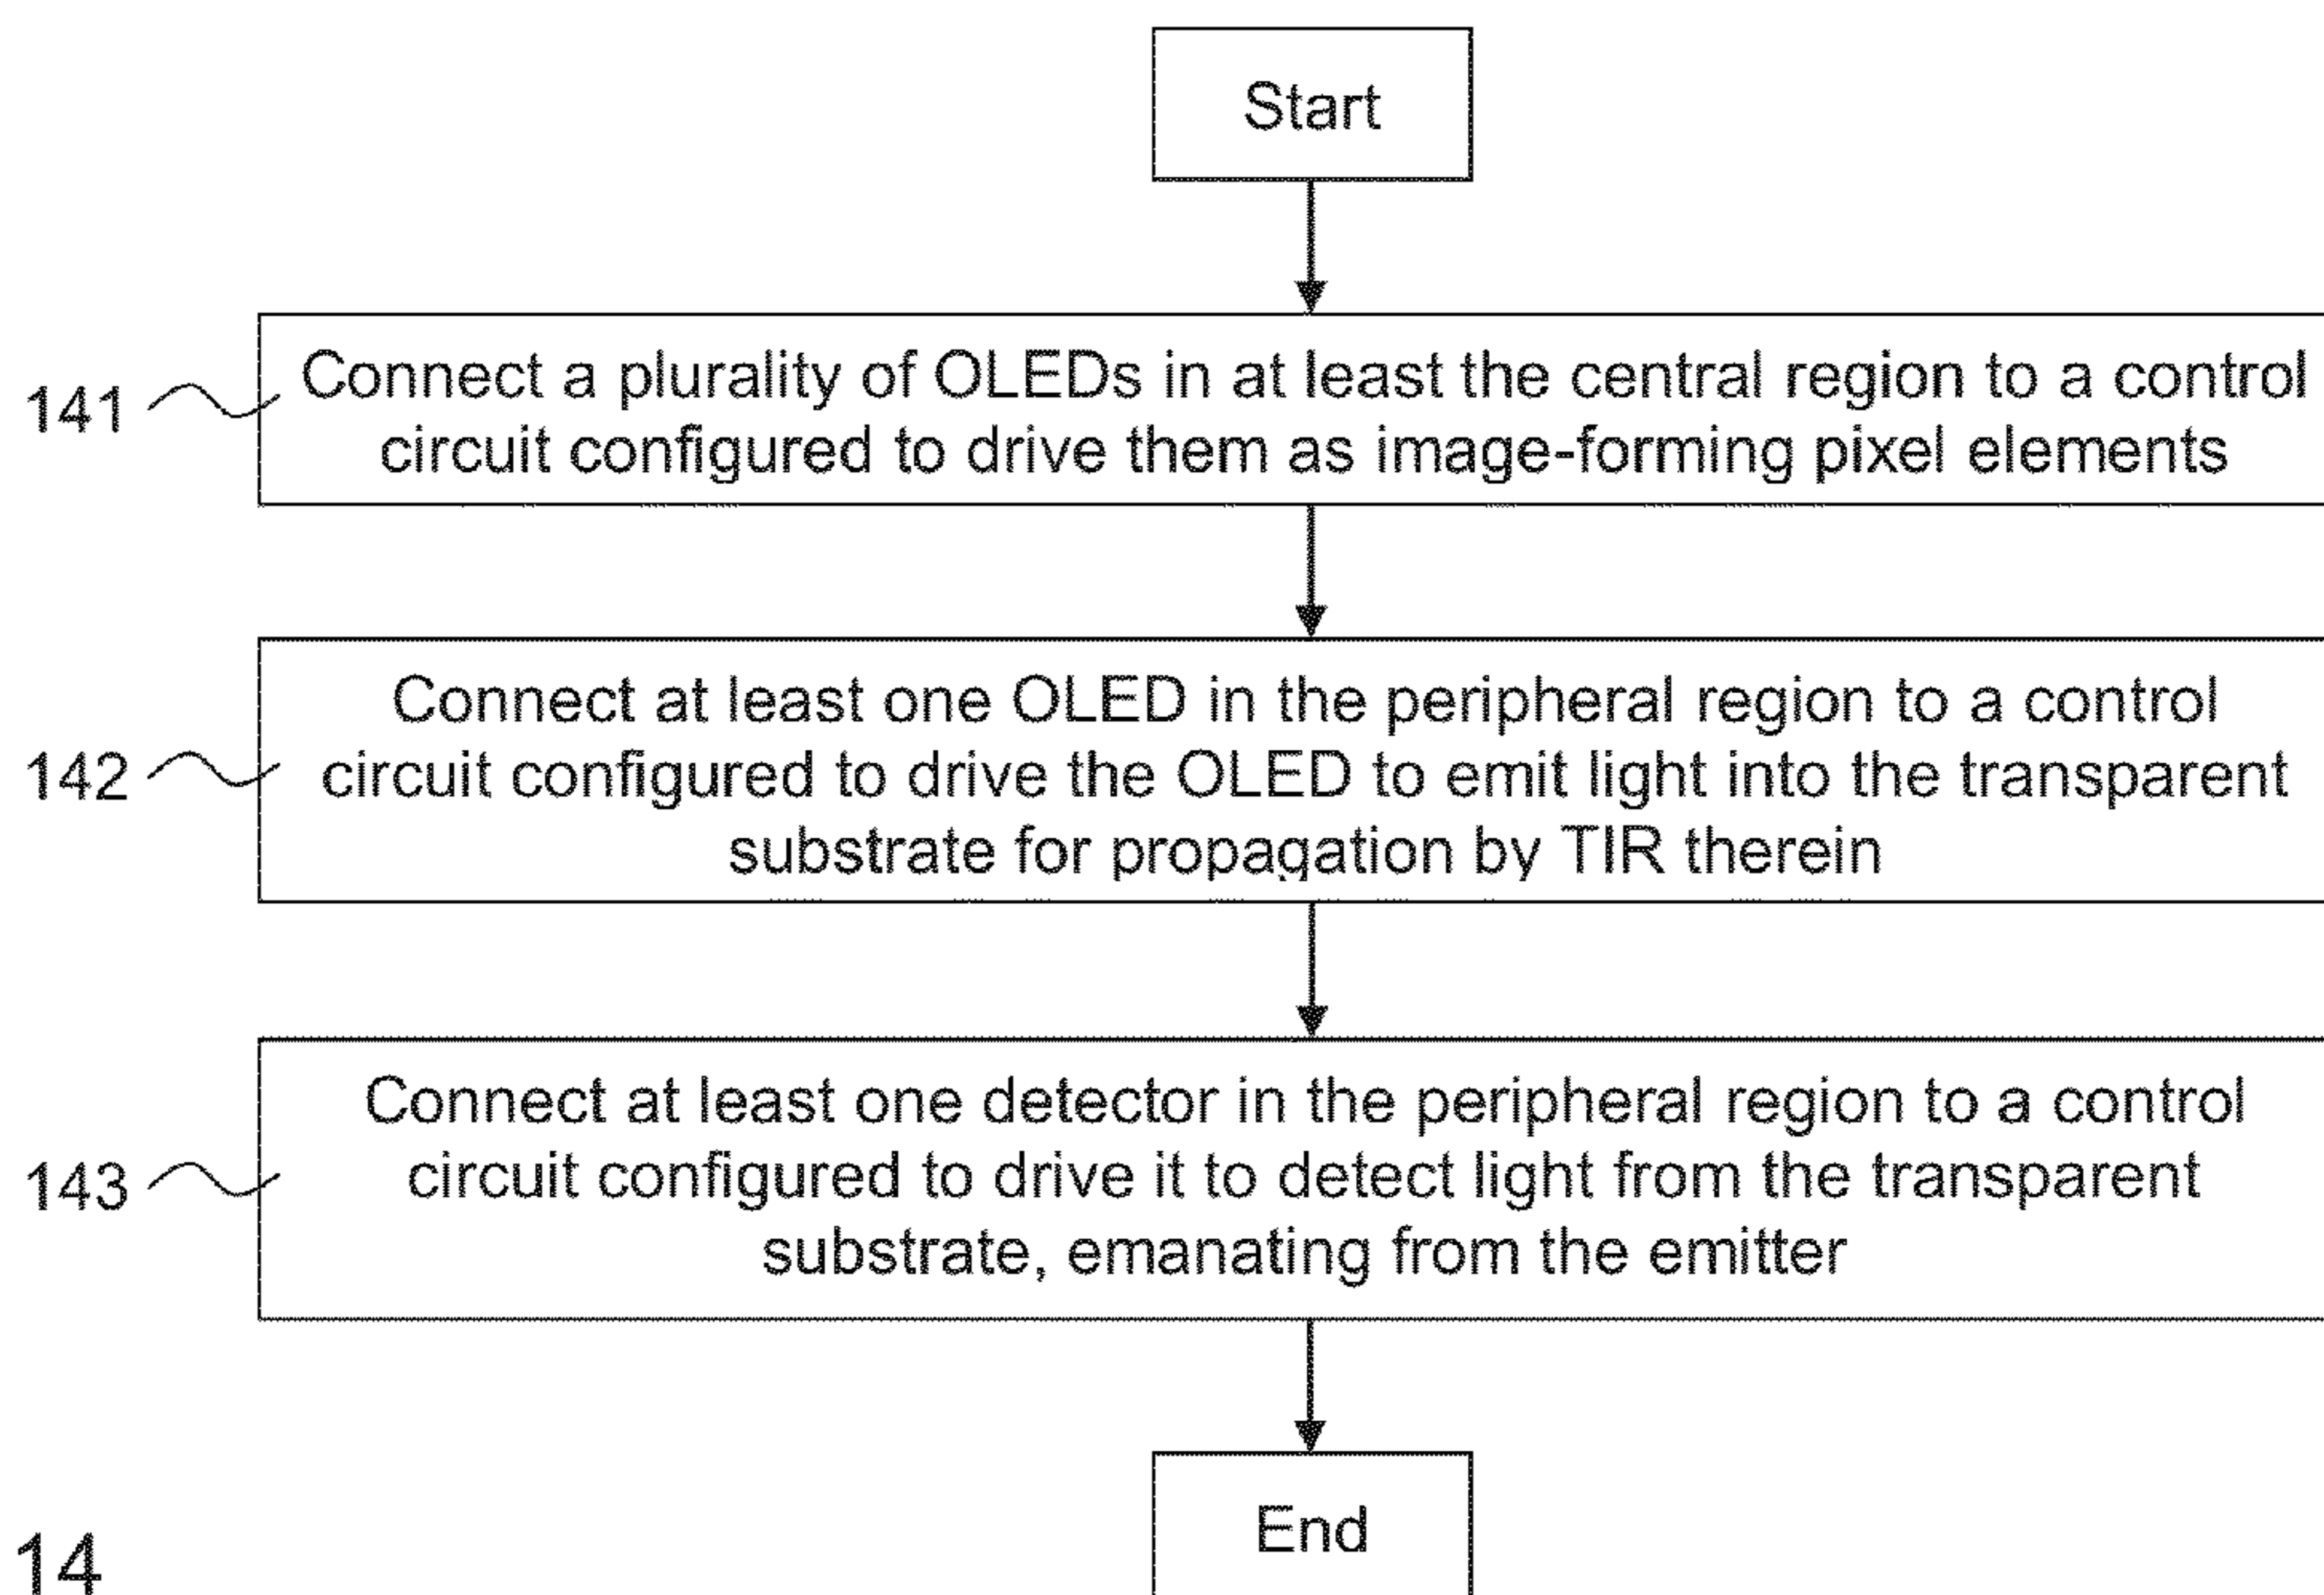 Start
141
Connect a plurality of OLEDs in at least the central region to a control
circuit configured to drive them as image-forming pixel elements
142
Connect at least one OLED in the peripheral region to a control
circuit configured to drive the OLED to emit light into the transparent
substrate for propagation by TIR therein
143
Connect at least one detector in the peripheral region to a control
circuit configured to drive it to detect light from the transparent
substrate, emanating from the emitter
End
14